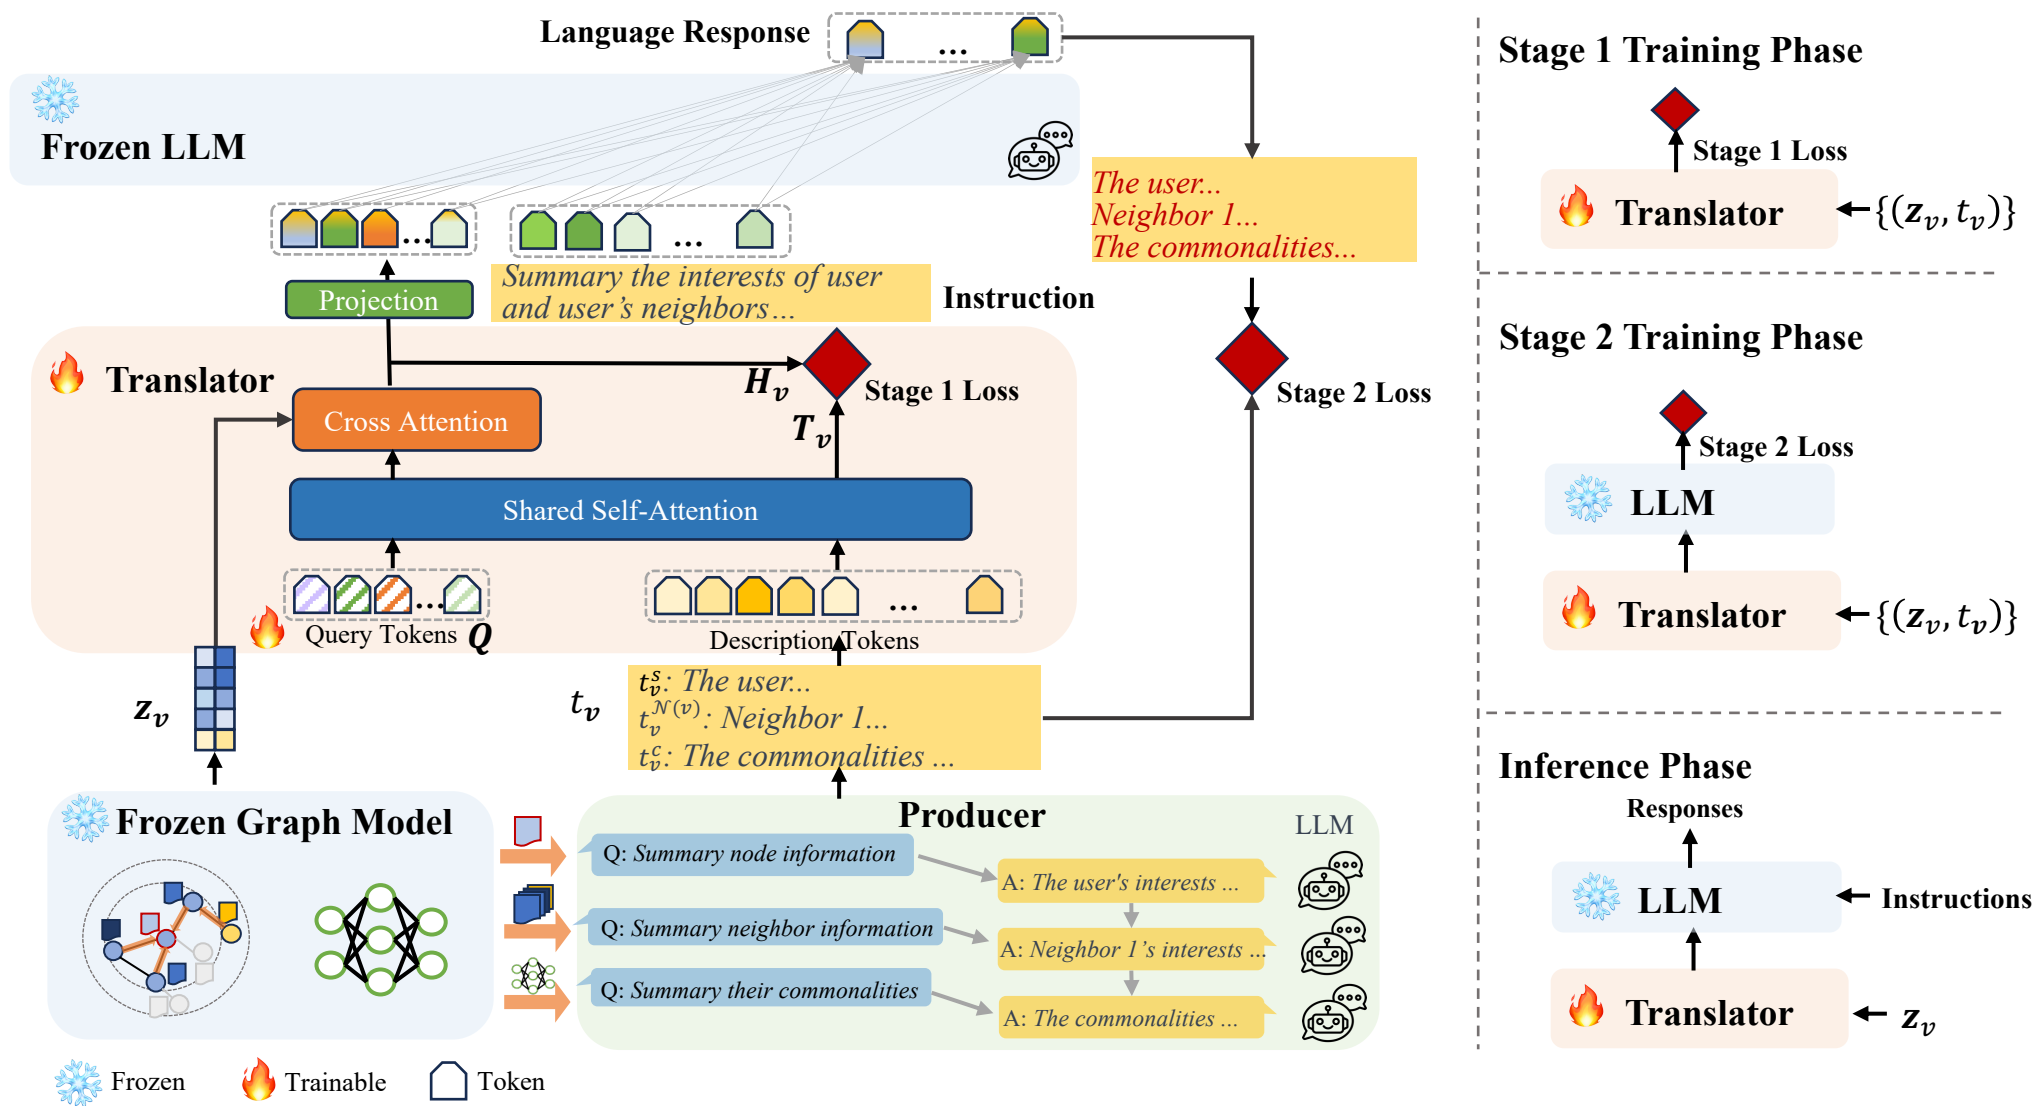 Language Response
Frozen LLM
Projection
Summary the interests of user
and user's neighbors...
Instruction
The user...
Neighbor 1...
The commonalities...
Translator
H_v
Stage 1 Loss
Stage 2 Loss
Cross Attention
T_v
Shared Self-Attention
...
Query Tokens Q
Description Tokens
z_v
t_v
t_v^s: The user...
t_v^{𝒩(v)}: Neighbor 1...
t_v^c: The commonalities ...
Frozen Graph Model
Producer
LLM
Q: Summary node information
A: The user's interests ...
Q: Summary neighbor information
A: Neighbor 1's interests ...
Q: Summary their commonalities
A: The commonalities ...
Frozen
Trainable
Token
Stage 1 Training Phase
Stage 1 Loss
Translator
{(z_v, t_v)}
Stage 2 Training Phase
Stage 2 Loss
LLM
Translator
{(z_v, t_v)}
Inference Phase
Responses
LLM
Instructions
Translator
z_v